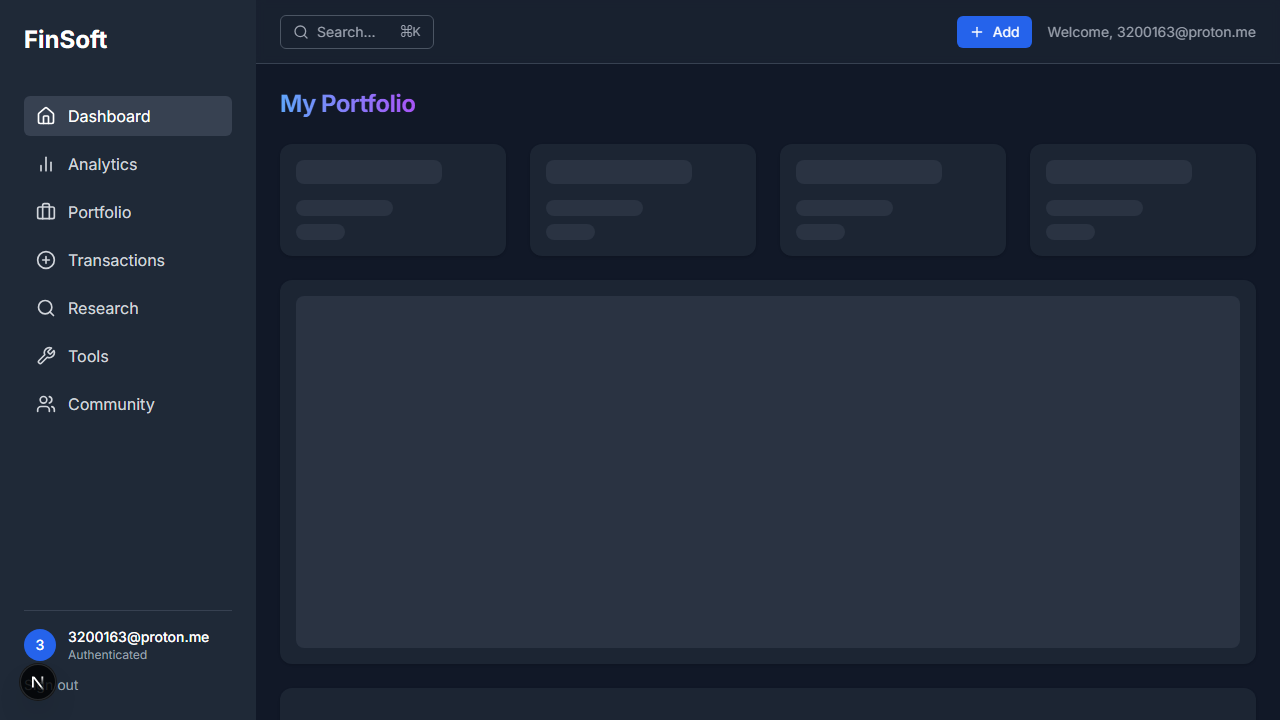 FinSoft
Dashboard
Analytics
Portfolio
Transactions
Research
Tools
Community
3200163@proton.me
Authenticated
3
N
out
Search...
⌘K
Add
Welcome, 3200163@proton.me
My Portfolio